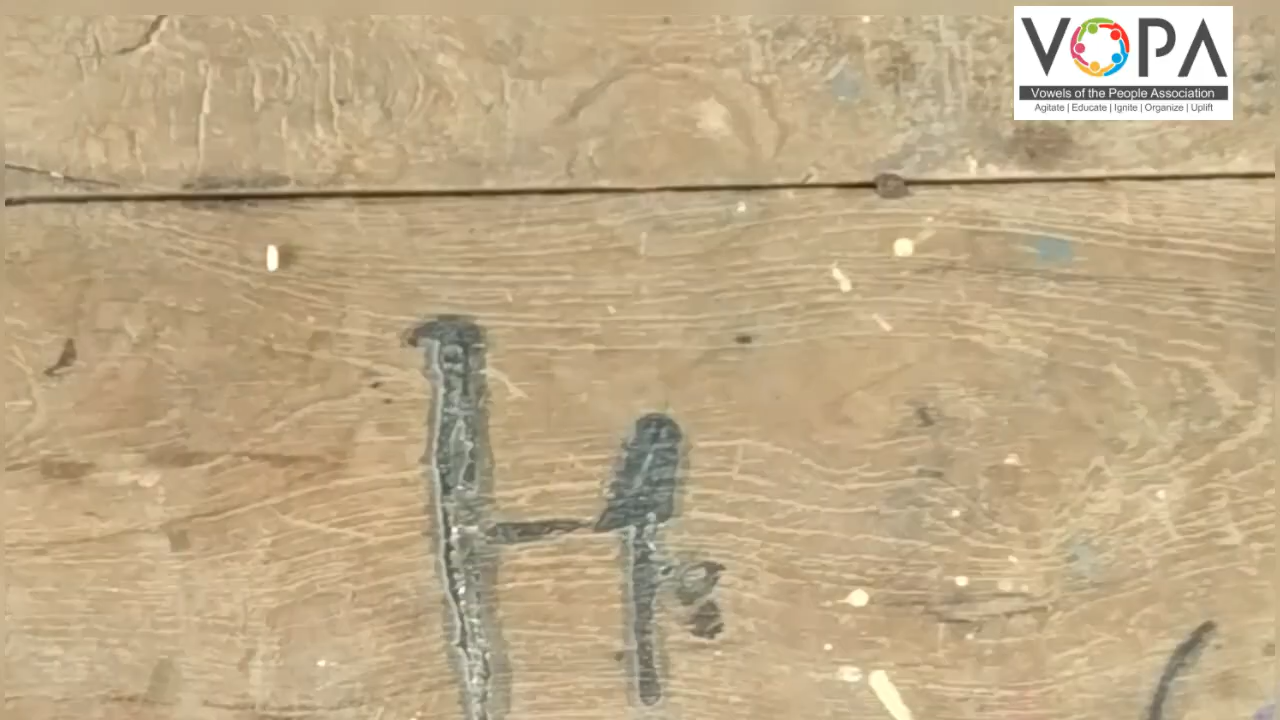 VOPA
Vowels of the People Association
Agitate | Educate | Ignite | Organize | Uplift
H